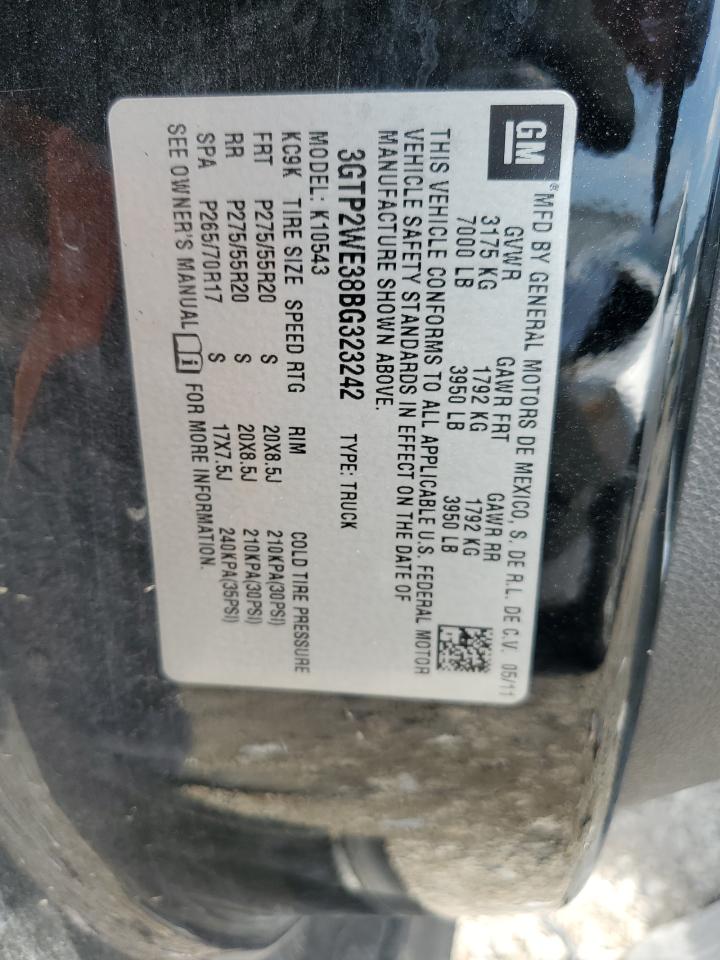 GM
® MFD BY GENERAL MOTORS DE MEXICO, S. DE R.L. DE C.V. 05/11
GVWR GAWR FRT GAWR RR
3175 KG 1792 KG 1792 KG
7000 LB 3950 LB 3950 LB
THIS VEHICLE CONFORMS TO ALL APPLICABLE U.S. FEDERAL MOTOR
VEHICLE SAFETY STANDARDS IN EFFECT ON THE DATE OF
MANUFACTURE SHOWN ABOVE.
3GTP2WE38BG323242 TYPE: TRUCK
MODEL: K10543
KC9K TIRE SIZE SPEED RTG RIM COLD TIRE PRESSURE
FRT P275/55R20 S 20X8.5J 210KPA(30PSI)
RR P275/55R20 S 20X8.5J 210KPA(30PSI)
SPA P265/70R17 S 17X7.5J 240KPA(35PSI)
SEE OWNER'S MANUAL i FOR MORE INFORMATION.